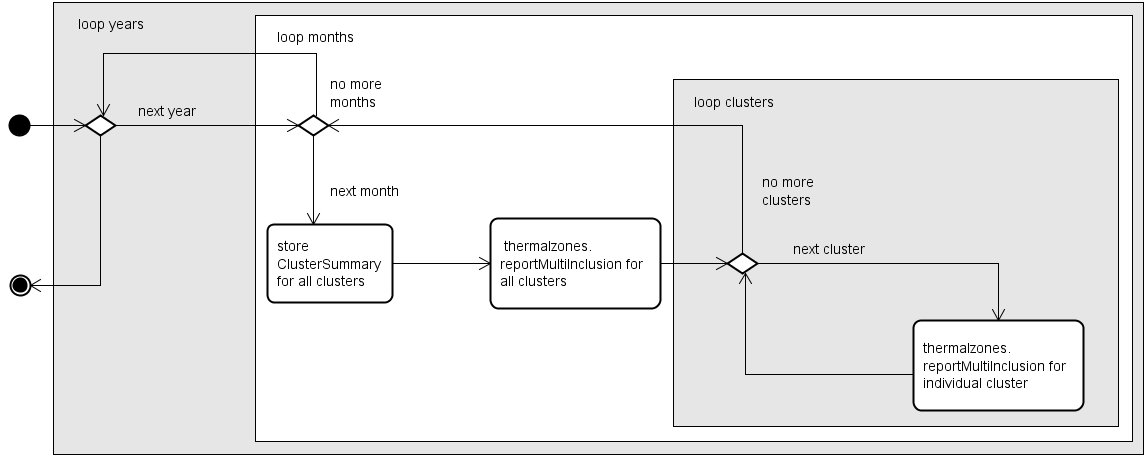 loop years
loop months
no more
months
loop clusters
next year
no more
clusters
next month
store
ClusterSummary
for all clusters
thermalzones.
reportMultiInclusion for
all clusters
next cluster
thermalzones.
reportMultiInclusion for
individual cluster